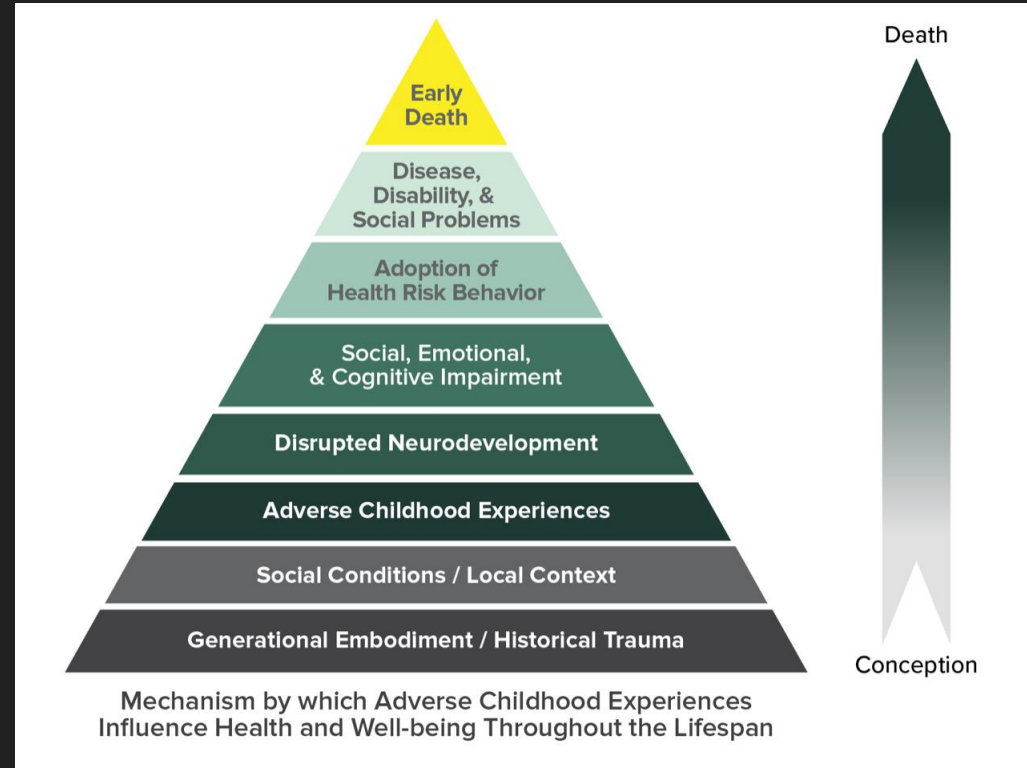 Death
Early
Death
Disease,
Disability, &
Social Problems
Adoption of
Health Risk Behavior
Social, Emotional,
& Cognitive Impairment
Disrupted Neurodevelopment
Adverse Childhood Experiences
Social Conditions / Local Context
Generational Embodiment / Historical Trauma
Conception
Mechanism by which Adverse Childhood Experiences
Influence Health and Well-being Throughout the Lifespan